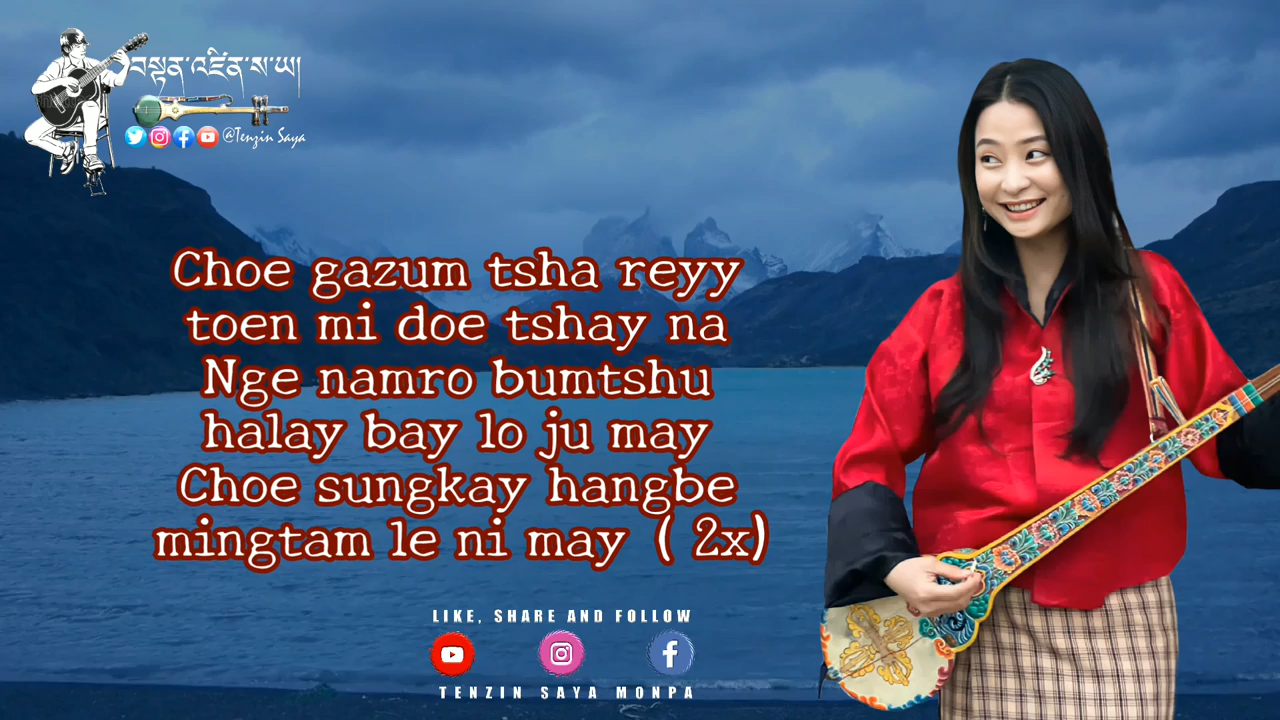 བསྟན་འཛིན་ས་ཡ།
@Tenzin Saya
Choe gazum tsha reyy
toen mi doe tshay na
Nge namro bumtshu
halay bay lo ju may
Choe sungkay hangbe
mingtam le ni may ( 2x)
LIKE, SHARE AND FOLLOW
TENZIN SAYA MONPA